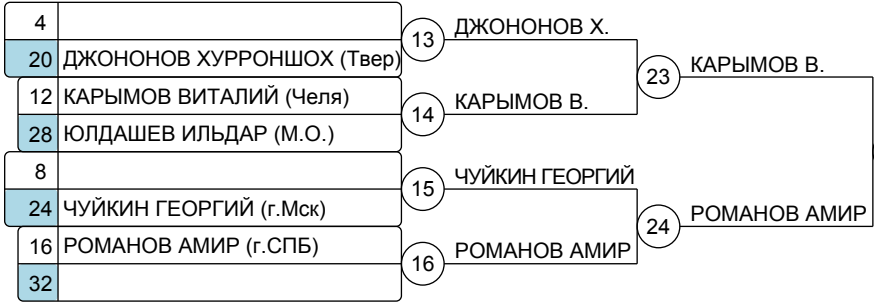 4
13
ДЖОНОНОВ Х.
20 ДЖОНОНОВ ХУРРОНШОХ (Твер)
23
КАРЫМОВ В.
12 КАРЫМОВ ВИТАЛИЙ (Челя)
14
КАРЫМОВ В.
28 ЮЛДАШЕВ ИЛЬДАР (М.О.)
8
15
ЧУЙКИН ГЕОРГИЙ
24 ЧУЙКИН ГЕОРГИЙ (г.Мск)
24
РОМАНОВ АМИР
16 РОМАНОВ АМИР (г.СПБ)
16
РОМАНОВ АМИР
32